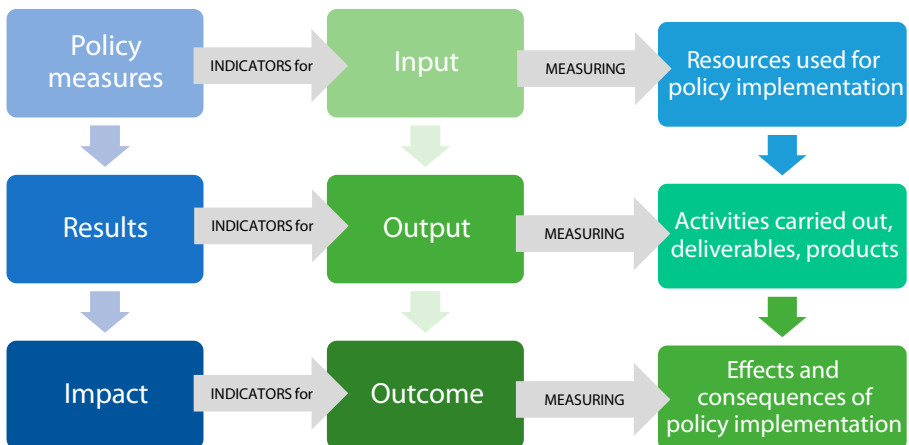 Policy
measures
INDICATORS for
Input
MEASURING
Resources used for
policy implementation
Results
INDICATORS for
Output
MEASURING
Activities carried out,
deliverables, products
Impact
INDICATORS for
Outcome
MEASURING
Effects and
consequences of
policy implementation